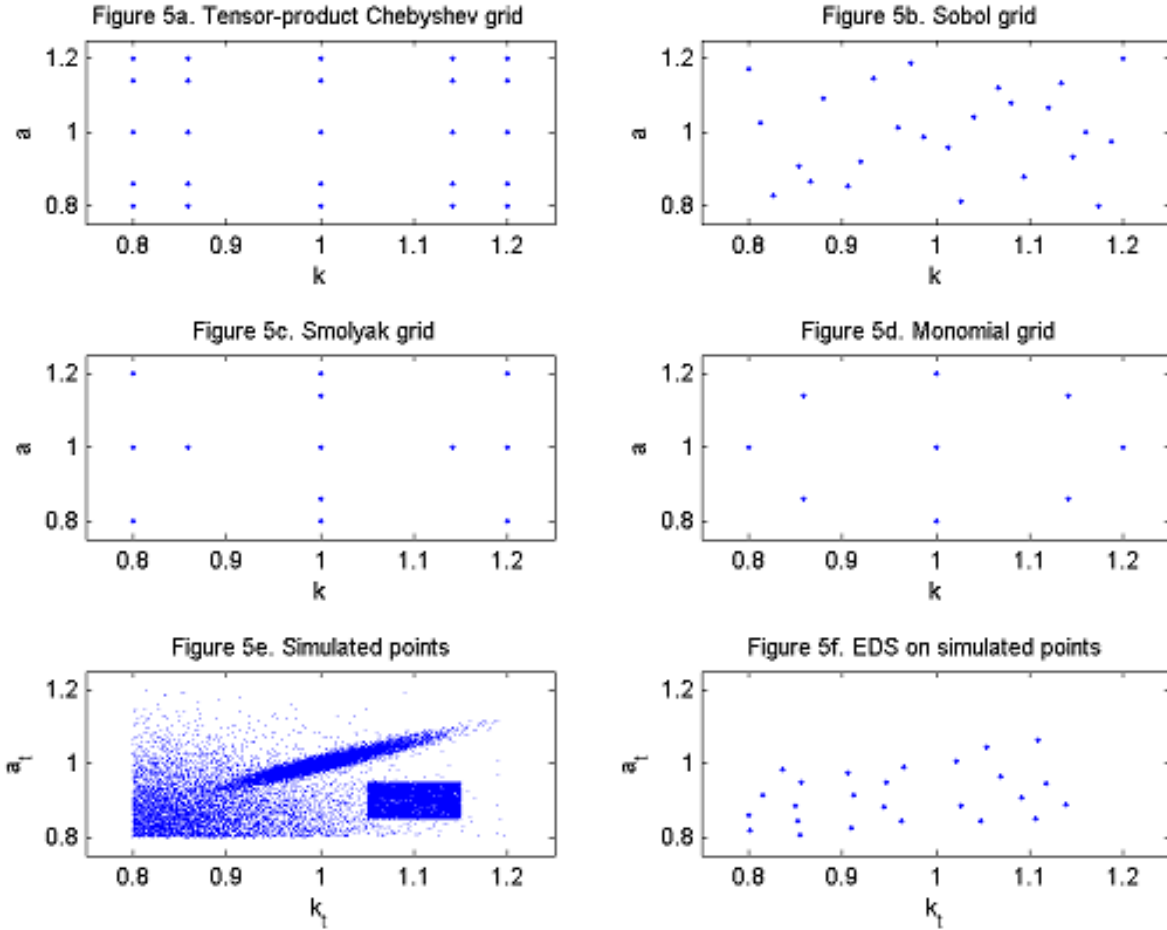 Figure 5a. Tensor-product Chebyshev grid
1.2
1
0.8
a
0.8 0.9 1 1.1 1.2
k
Figure 5b. Sobol grid
1.2
1
0.8
a
0.8 0.9 1 1.1 1.2
k
Figure 5c. Smolyak grid
1.2
1
0.8
a
0.8 0.9 1 1.1 1.2
k
Figure 5d. Monomial grid
1.2
1
0.8
a
0.8 0.9 1 1.1 1.2
k
Figure 5e. Simulated points
1.2
1
0.8
a_t
0.8 0.9 1 1.1 1.2
k_t
Figure 5f. EDS on simulated points
1.2
1
0.8
a_t
0.8 0.9 1 1.1 1.2
k_t